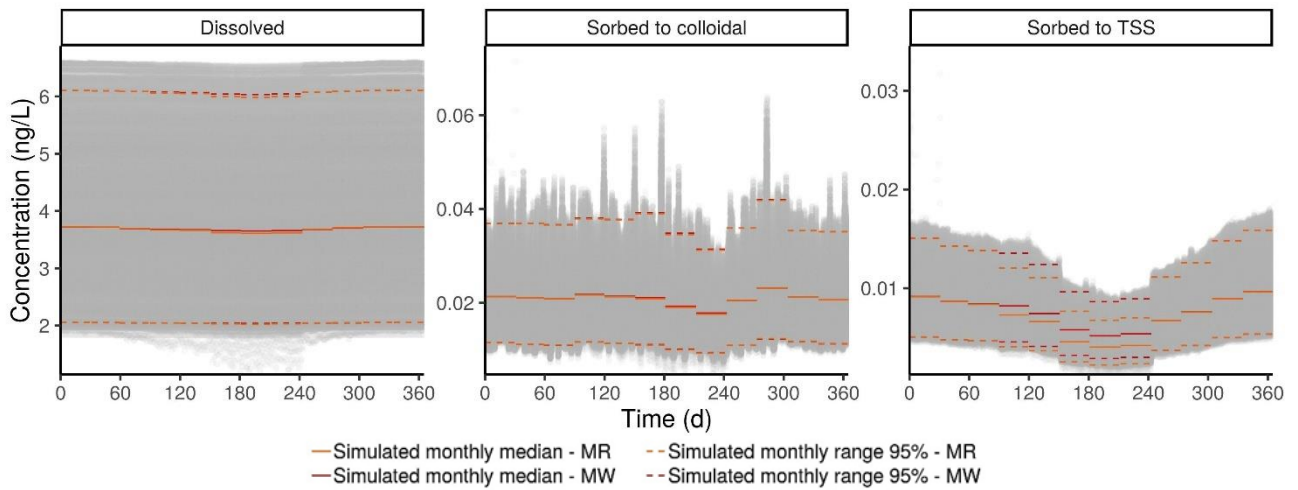 Dissolved
Sorbed to colloidal
Sorbed to TSS
Concentration (ng/L)
6
5
4
3
2
0 60 120 180 240 300 360
0.06
0.04
0.02
0 60 120 180 240 300 360
0.03
0.02
0.01
0 60 120 180 240 300 360
Time (d)
Simulated monthly median - MR
Simulated monthly range 95% - MR
Simulated monthly median - MW
Simulated monthly range 95% - MW